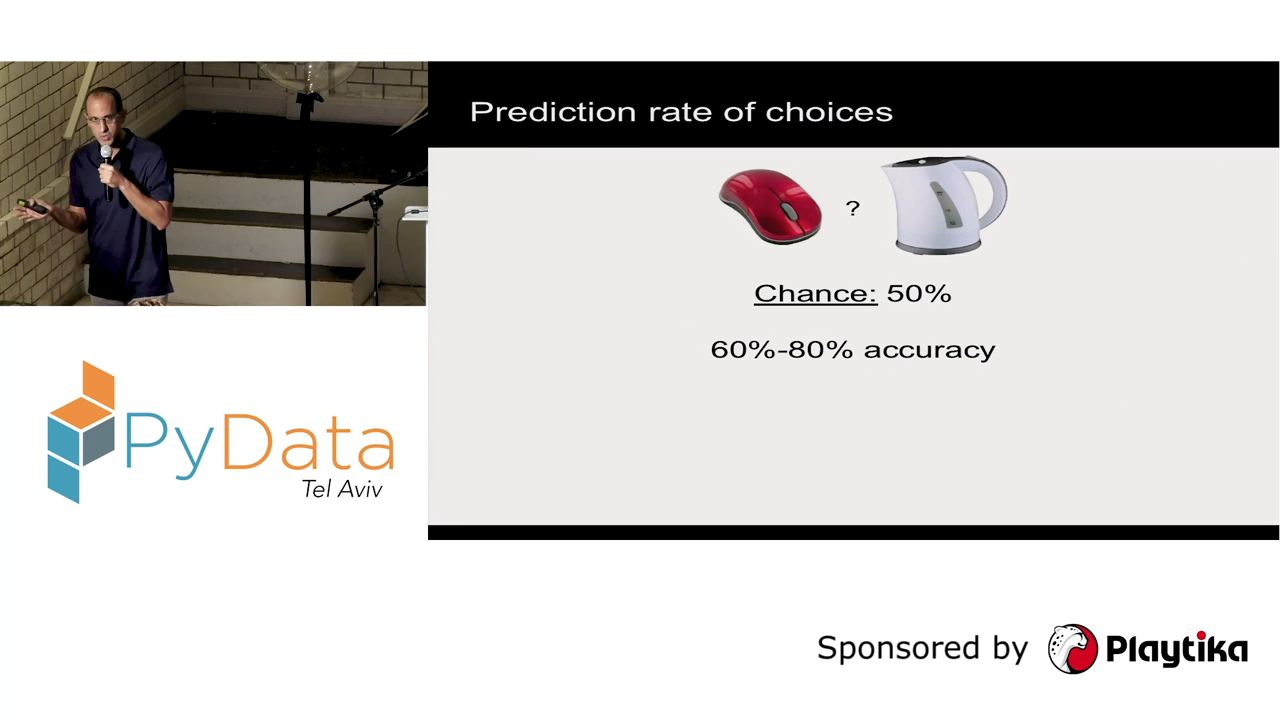 Prediction rate of choices
?
Chance: 50%
60%-80% accuracy
PyData
Tel Aviv
Sponsored by Playtika